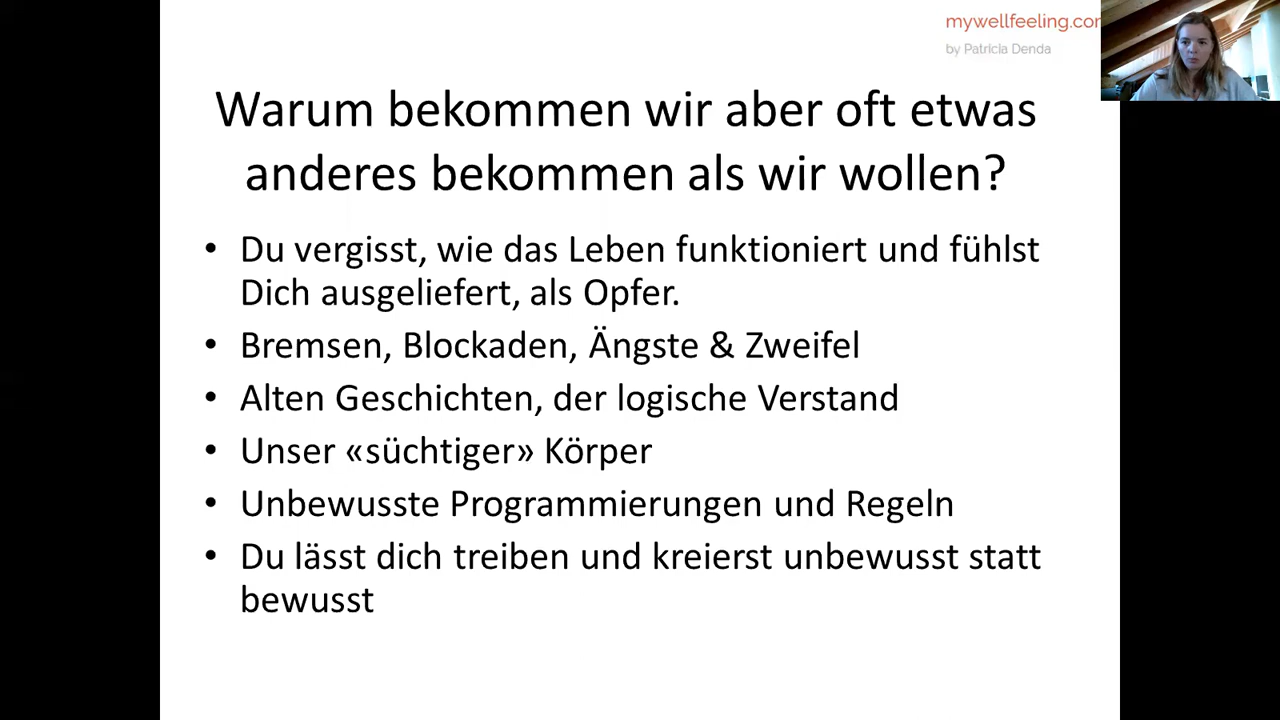 mywellfeeling.com
by Patricia Denda
Warum bekommen wir aber oft etwas
anderes bekommen als wir wollen?
• Du vergisst, wie das Leben funktioniert und fühlst
Dich ausgeliefert, als Opfer.
• Bremsen, Blockaden, Ängste & Zweifel
• Alten Geschichten, der logische Verstand
• Unser «süchtiger» Körper
• Unbewusste Programmierungen und Regeln
• Du lässt dich treiben und kreierst unbewusst statt
bewusst